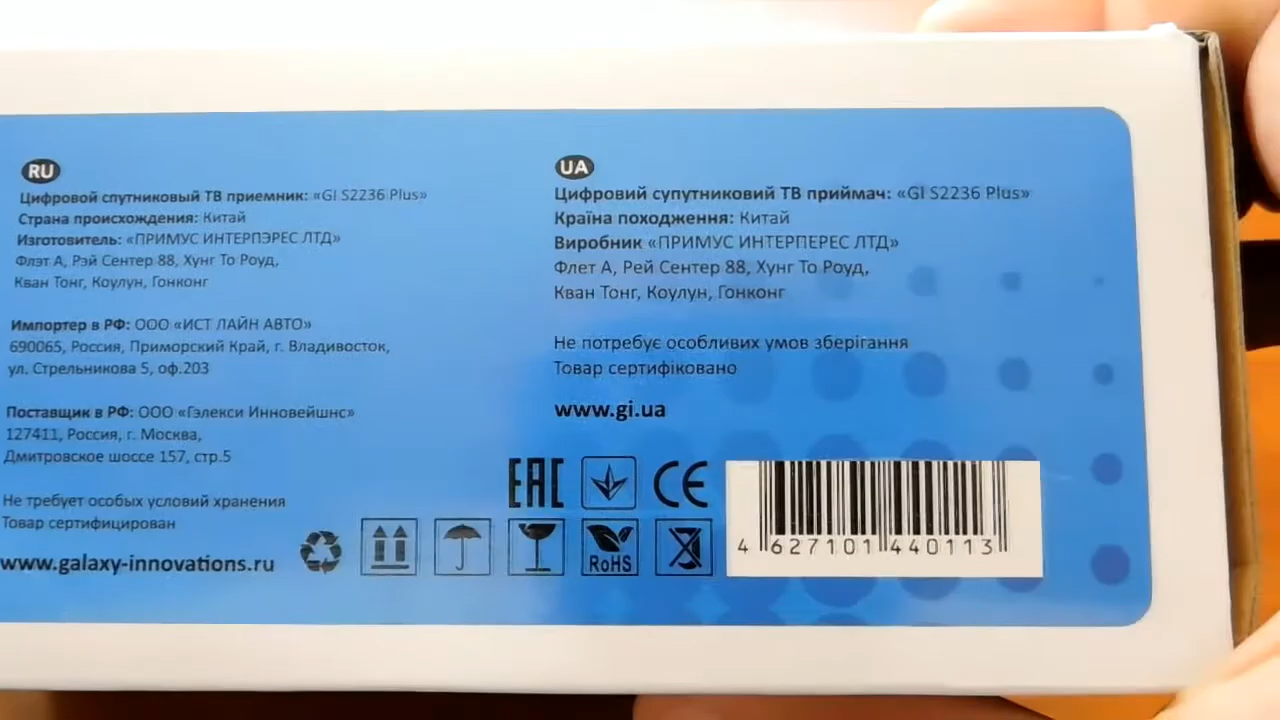 RU
Цифровой спутниковый ТВ приемник: «GI S2236 Plus»
Страна происхождения: Китай
Изготовитель: «ПРИМУС ИНТЕРПЭРЕС ЛТД»
Флэт А, Рэй Сентер 88, Хунг То Роуд,
Кван Тонг, Коулун, Гонконг
Импортер в РФ: ООО «ИСТ ЛАЙН АВТО»
690065, Россия, Приморский Край, г. Владивосток,
ул. Стрельникова 5, оф.203
Поставщик в РФ: ООО «Гэлекси Инновейшнс»
127411, Россия, г. Москва,
Дмитровское шоссе 157, стр.5
Не требует особых условий хранения
Товар сертифицирован
www.galaxy-innovations.ru
UA
Цифровий супутниковий ТВ приймач: «GI S2236 Plus»
Країна походження: Китай
Виробник «ПРИМУС ИНТЕРПЕРЕС ЛТД»
Флет А, Рей Сентер 88, Хунг То Роуд,
Кван Тонг, Коулун, Гонконг
Не потребує особливих умов зберігання
Товар сертифіковано
www.gi.ua
EAC CE
RoHS
4 627101 440113